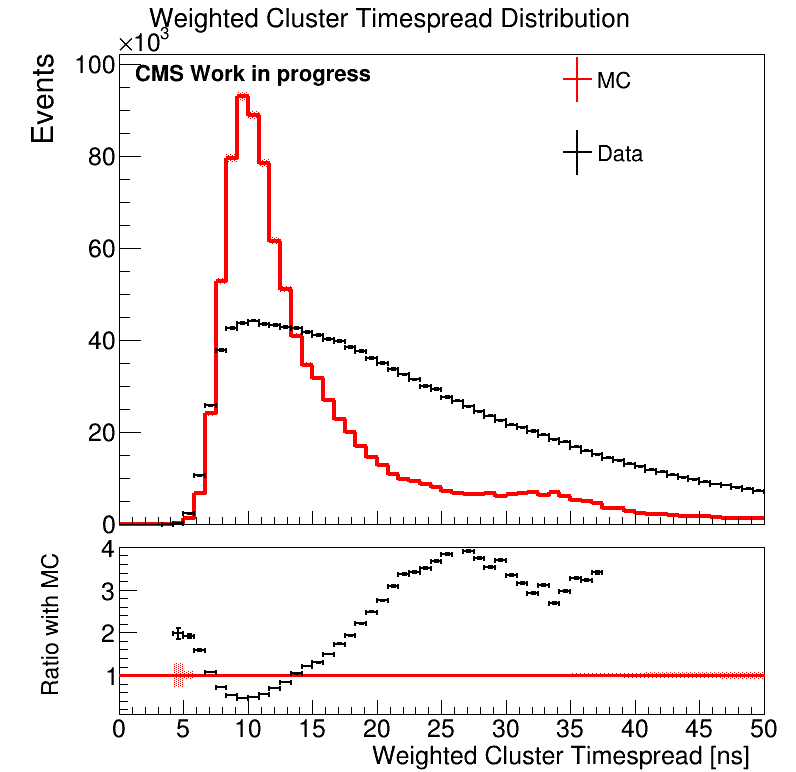 Weighted Cluster Timespread Distribution
×10³
CMS Work in progress
MC
Data
Events
100
80
60
40
20
0
Ratio with MC
4
3
2
1
0 5 10 15 20 25 30 35 40 45 50
Weighted Cluster Timespread [ns]